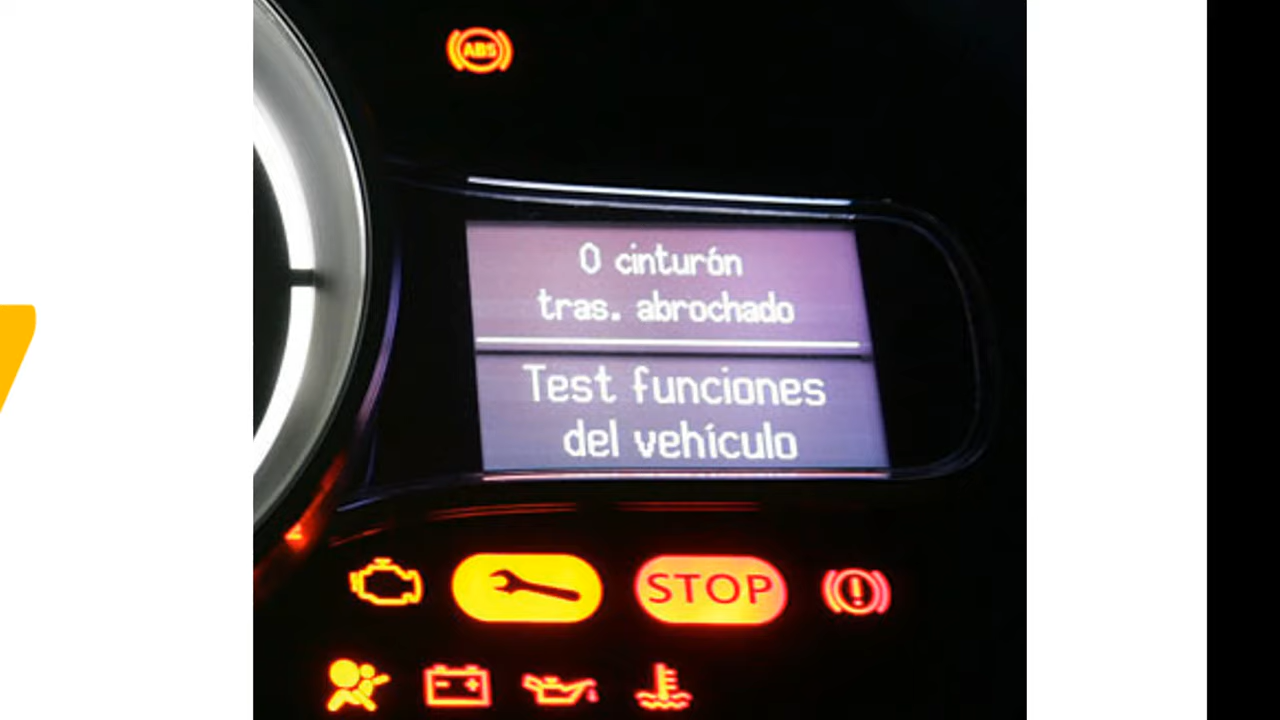 ABS
0 cinturón
tras. abrochado
Test funciones
del vehículo
STOP